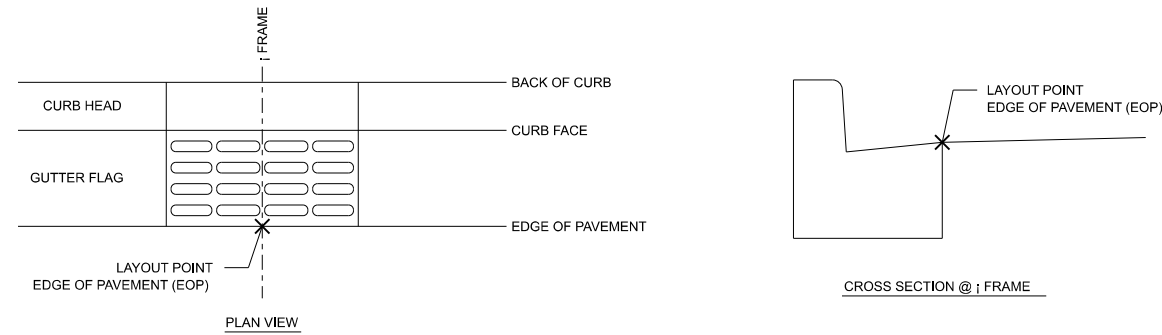 ¡ FRAME
BACK OF CURB
CURB HEAD
CURB FACE
GUTTER FLAG
EDGE OF PAVEMENT
LAYOUT POINT
EDGE OF PAVEMENT (EOP)
PLAN VIEW
LAYOUT POINT
EDGE OF PAVEMENT (EOP)
CROSS SECTION @ ¡ FRAME